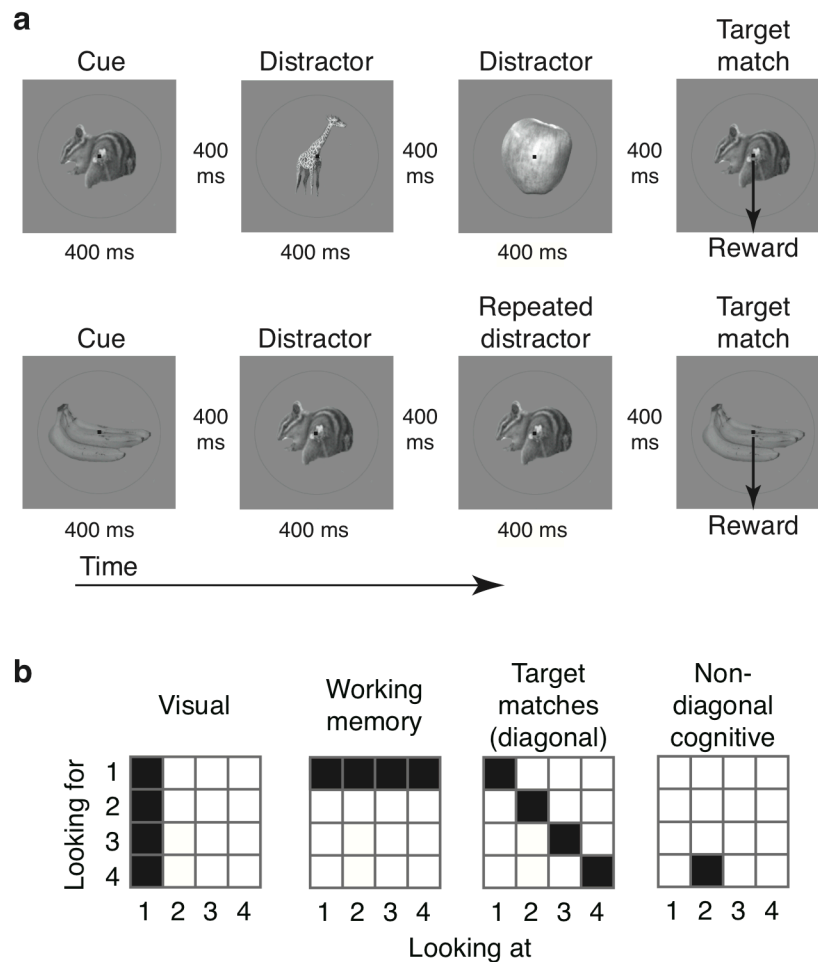 a
Target
Cue Distractor Distractor match
400 400 400
ms ms ms
400 ms 400 ms 400 ms Reward
Repeated Target
Cue Distractor distractor match
400 400 400
ms ms ms
400 ms 400 ms 400 ms Reward
Time
b
Visual
Working
memory
Target
matches
(diagonal)
Non-
diagonal
cognitive
Looking for
1
2
3
4
1 2 3 4 1 2 3 4 1 2 3 4 1 2 3 4
Looking at